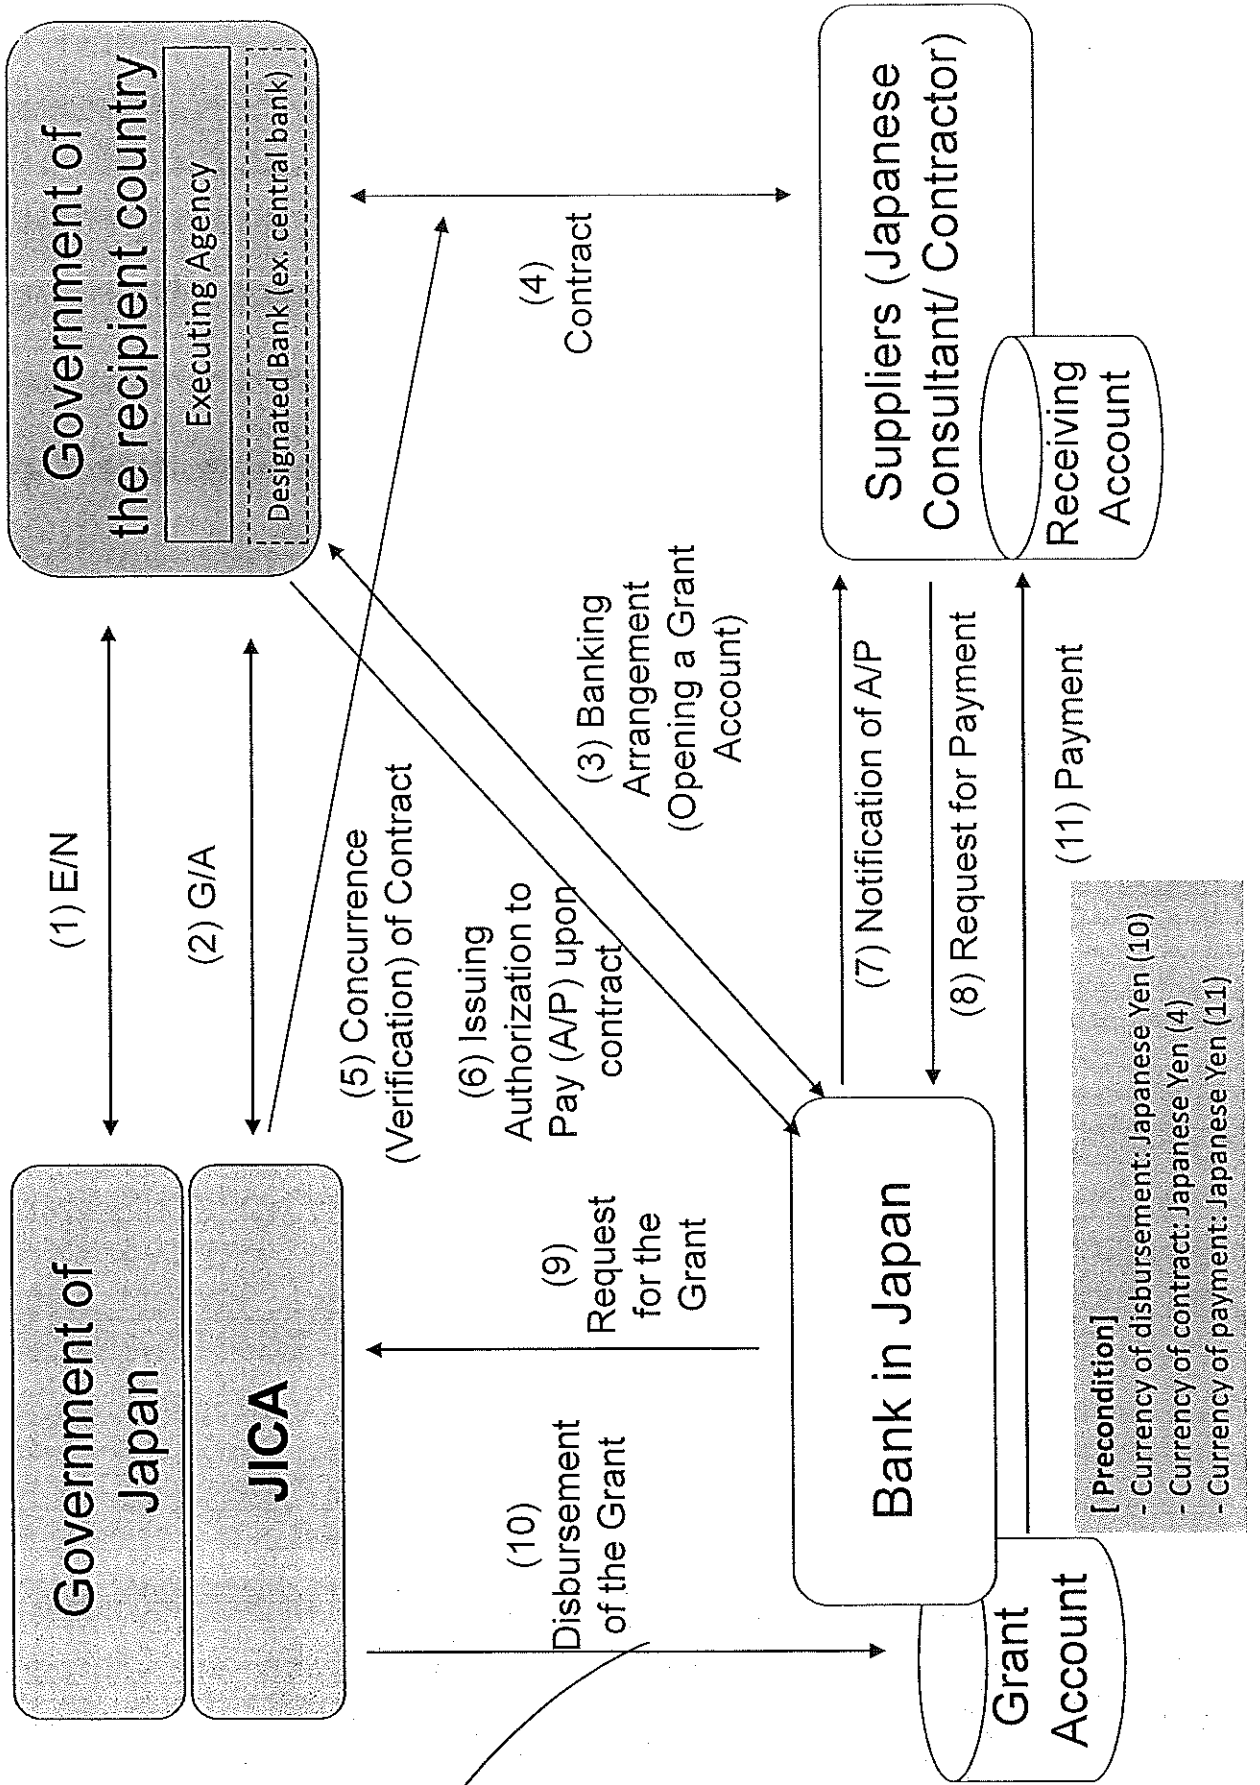 Government of
Japan
JICA
(1) E/N
(2) G/A
Government of
the recipient country
Executing Agency
Designated Bank (ex. central bank)
(5) Concurrence
(Verification) of Contract
(6) Issuing
Authorization to
Pay (A/P) upon
contract
(9)
Request
for the
Grant
(10)
Disbursement
of the Grant
(3) Banking
Arrangement
(Opening a Grant
Account)
(4)
Contract
Bank in Japan
Grant
Account
(7) Notification of A/P
(8) Request for Payment
(11) Payment
Suppliers (Japanese
Consultant/ Contractor)
Receiving
Account
[ Precondition]
- Currency of disbursement: Japanese Yen (10)
- Currency of contract: Japanese Yen (4)
- Currency of payment: Japanese Yen (11)